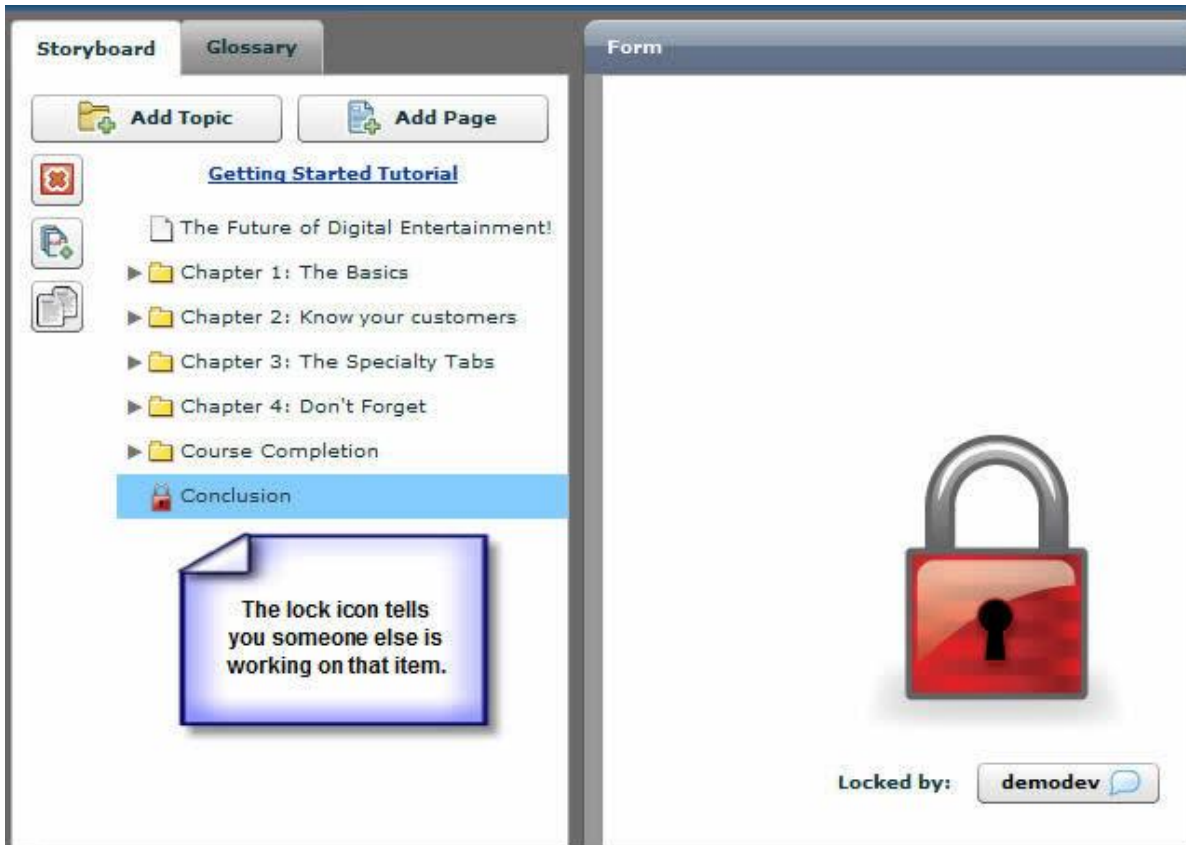 Storyboard
Glossary
Form
Add Topic
Add Page
Getting Started Tutorial
The Future of Digital Entertainment!
Chapter 1: The Basics
Chapter 2: Know your customers
Chapter 3: The Specialty Tabs
Chapter 4: Don't Forget
Course Completion
Conclusion
The lock icon tells
you someone else is
working on that item.
Locked by:
demodev